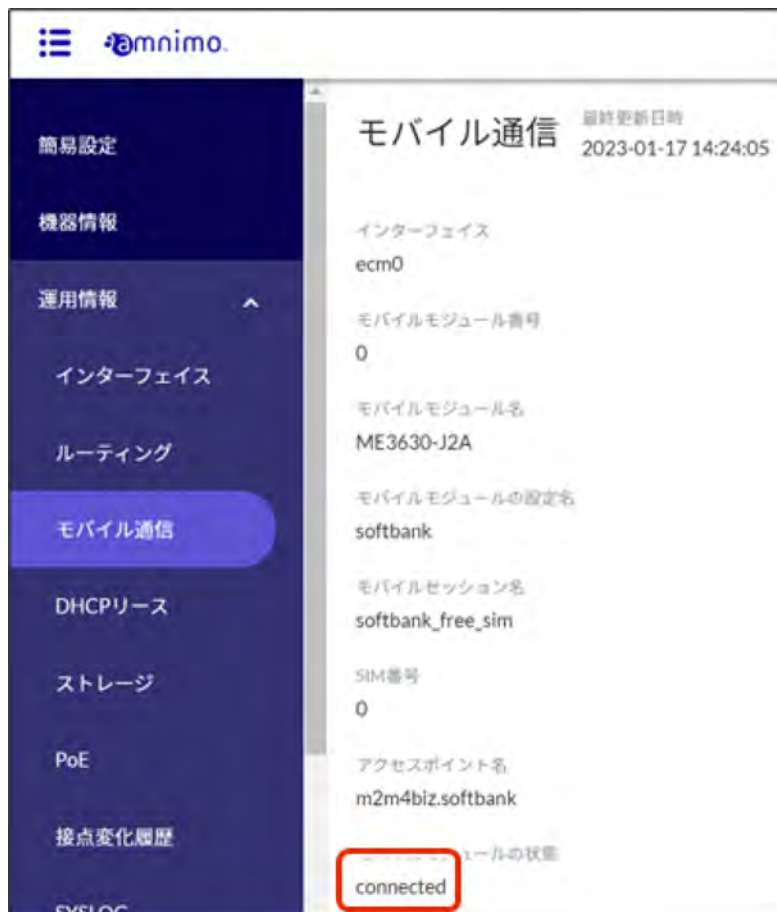 amnimo.
簡易設定
機器情報
運用情報
インターフェイス
ルーティング
モバイル通信
DHCPリース
ストレージ
PoE
接点変化履歴
SYSLOG
モバイル通信
最終更新日時
2023-01-17 14:24:05
インターフェイス
ecm0
モバイルモジュール番号
0
モバイルモジュール名
ME3630-J2A
モバイルモジュールの設定名
softbank
モバイルセッション名
softbank_free_sim
SIM番号
0
アクセスポイント名
m2m4biz.softbank
ュールの状態
connected